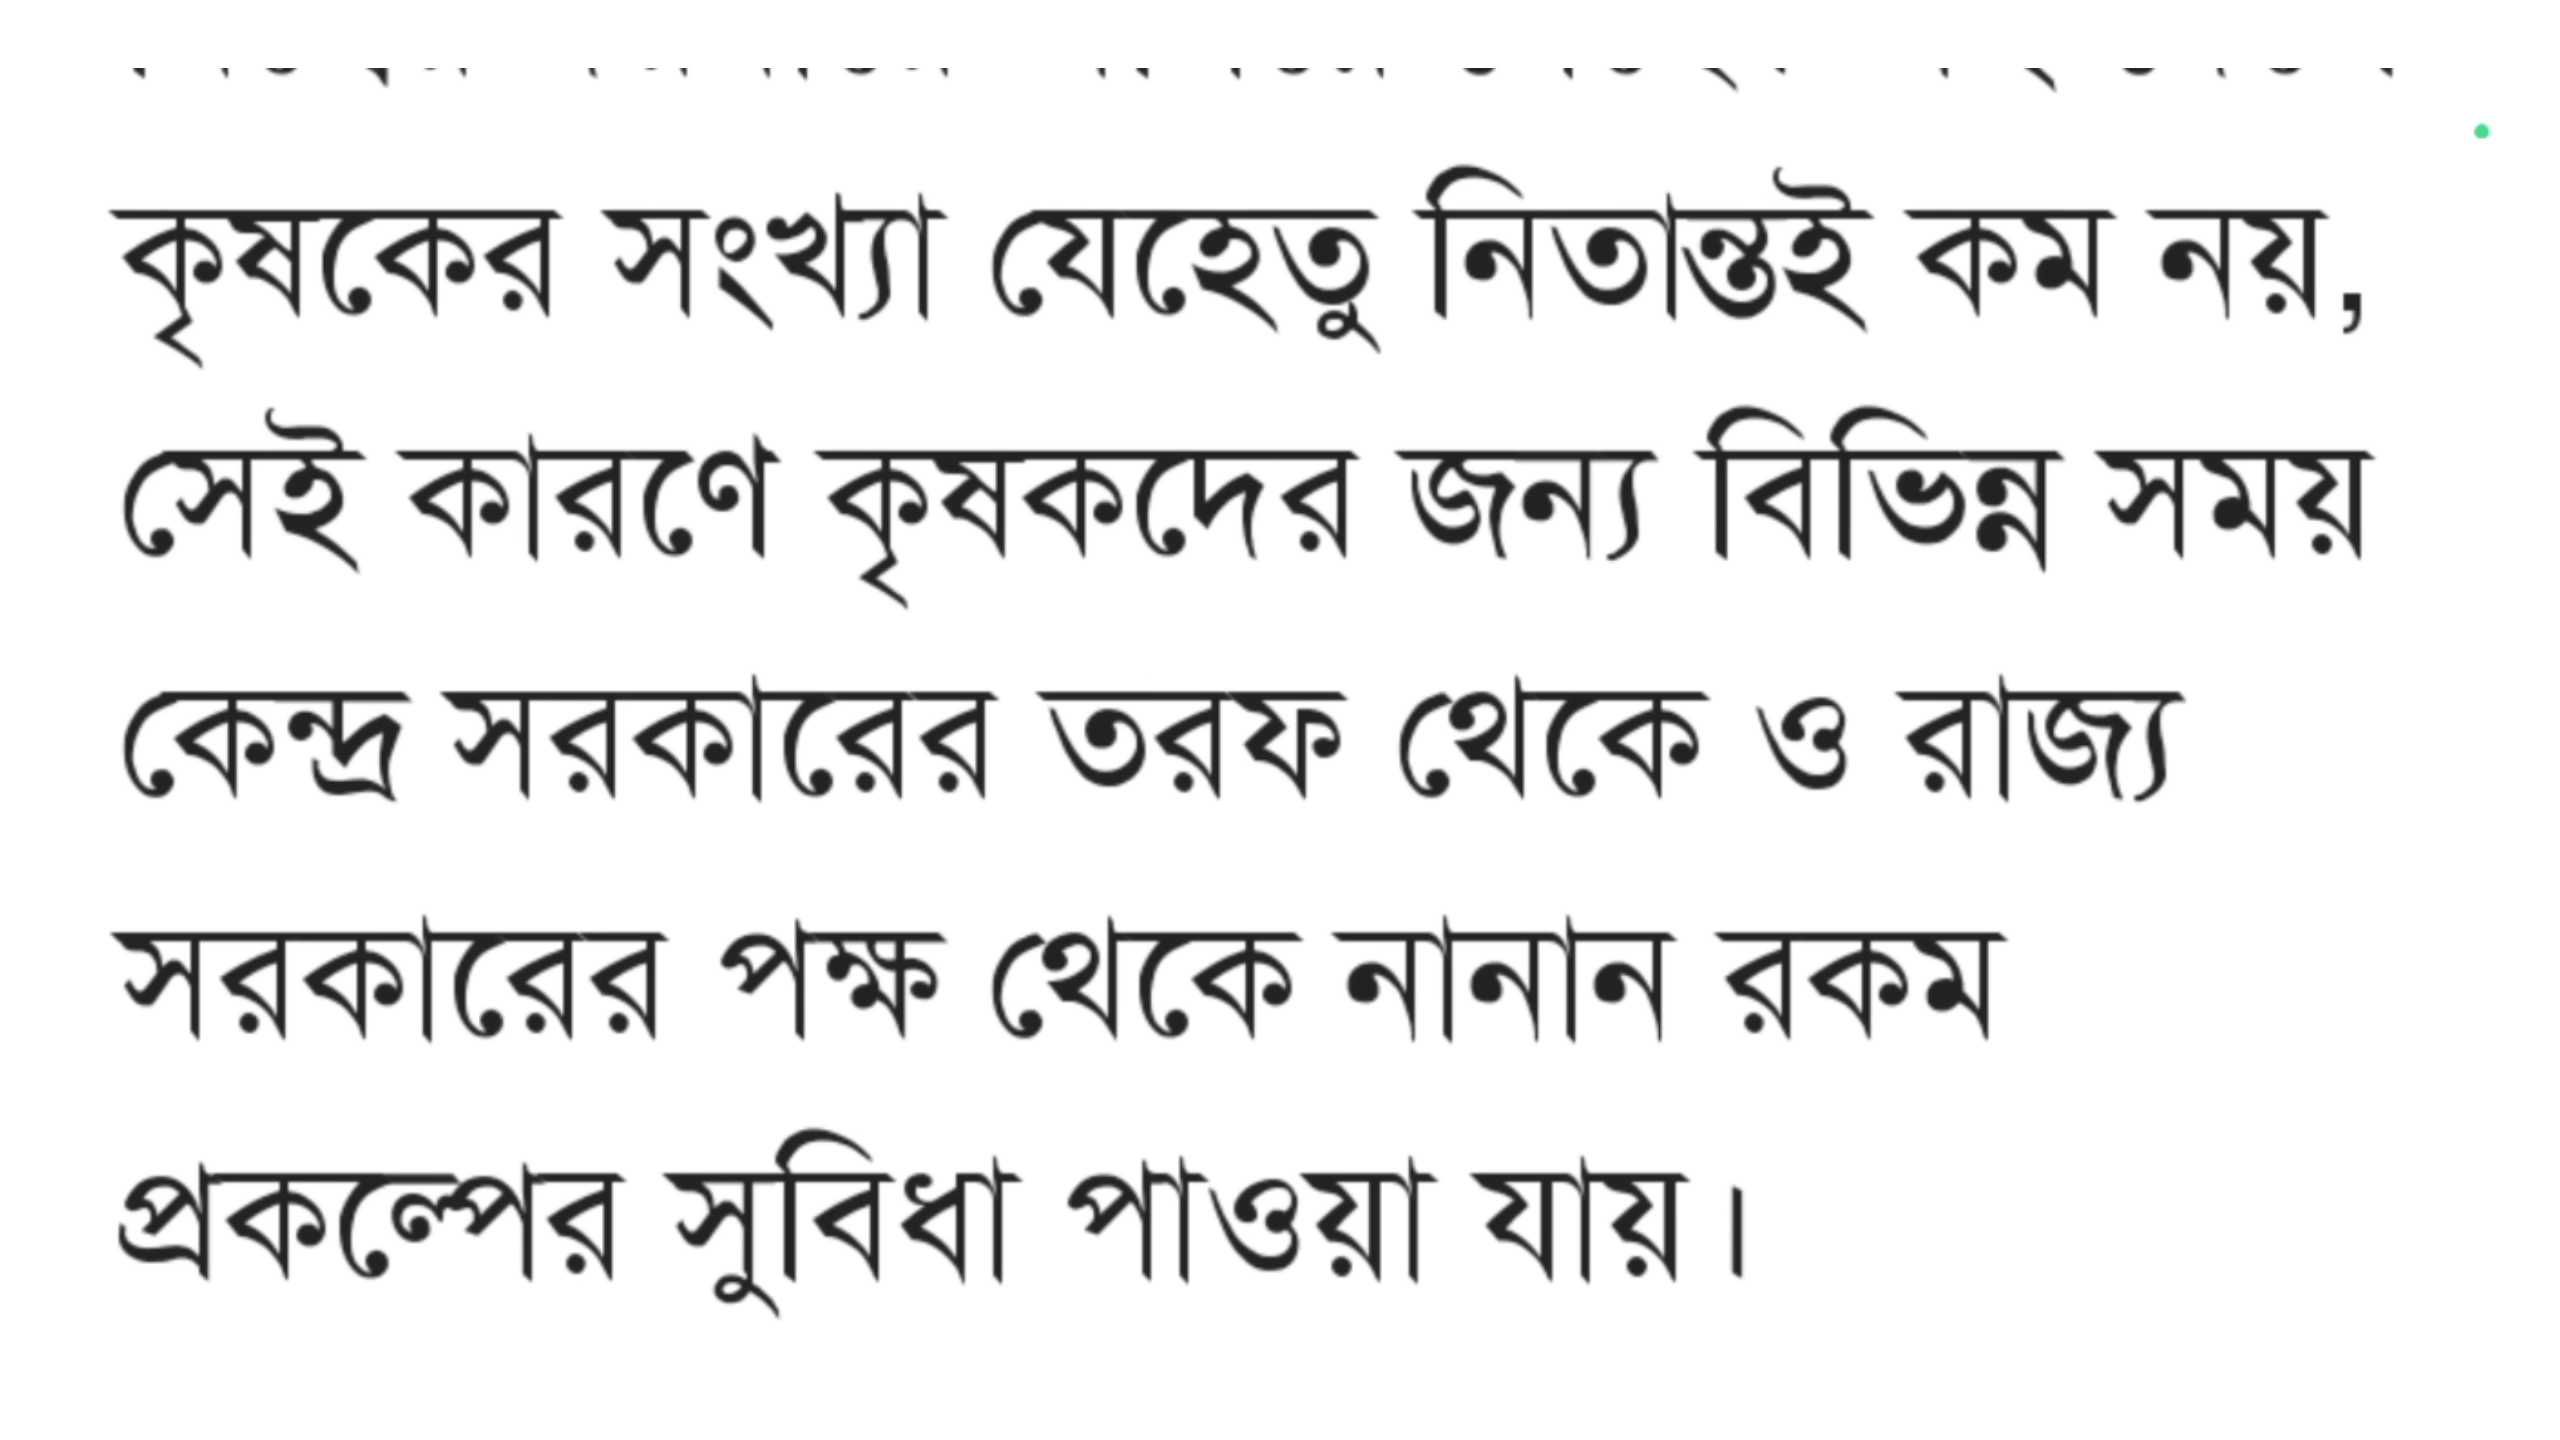 কৃষকের সংখ্যা যেহেতু নিতান্তই কম নয়,
সেই কারণে কৃষকদের জন্য বিভিন্ন সময়
কেন্দ্র সরকারের তরফ থেকে ও রাজ্য
সরকারের পক্ষ থেকে নানান রকম
প্রকল্পের সুবিধা পাওয়া যায়।